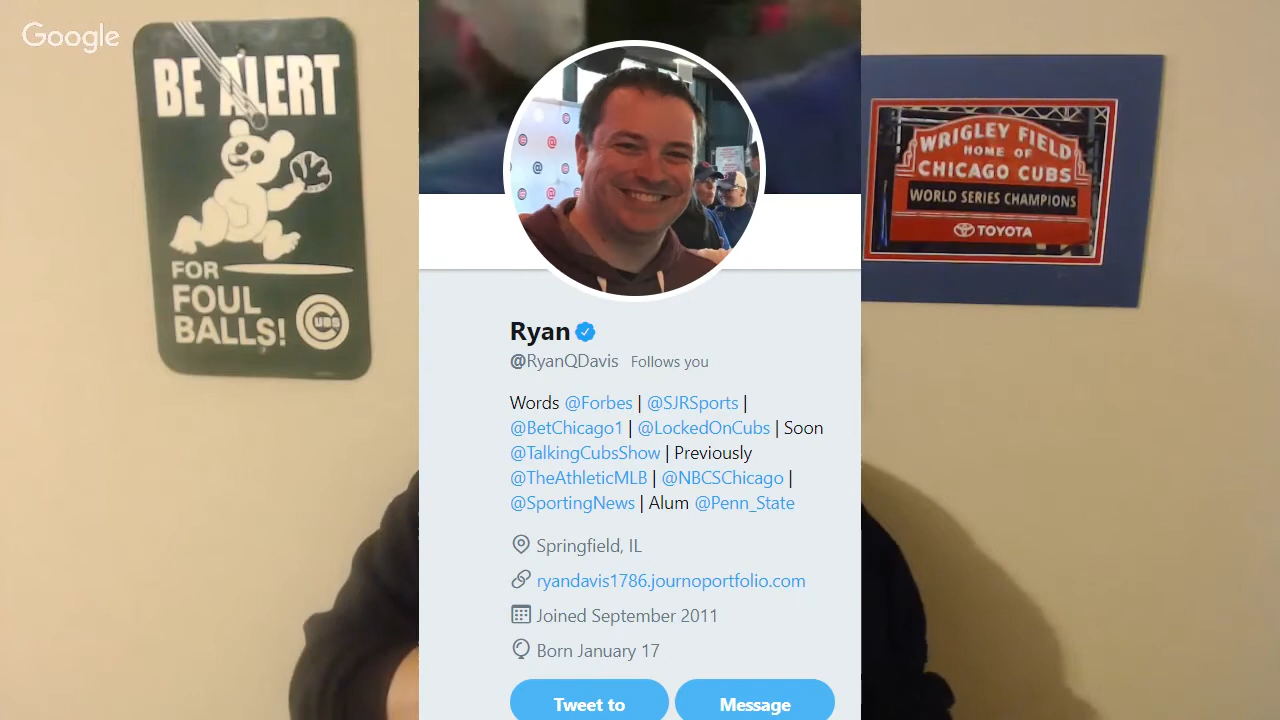 Google
BE ALERT
FOR
FOUL
BALLS!
CUBS
WRIGLEY FIELD
HOME OF
CHICAGO CUBS
WORLD SERIES CHAMPIONS
TOYOTA
Ryan
@RyanQDavis Follows you
Words @Forbes | @SJRSports |
@BetChicago1 | @LockedOnCubs | Soon
@TalkingCubsShow | Previously
@TheAthleticMLB | @NBCSChicago |
@SportingNews | Alum @Penn_State
Springfield, IL
ryandavis1786.journoportfolio.com
Joined September 2011
Born January 17
Tweet to
Message